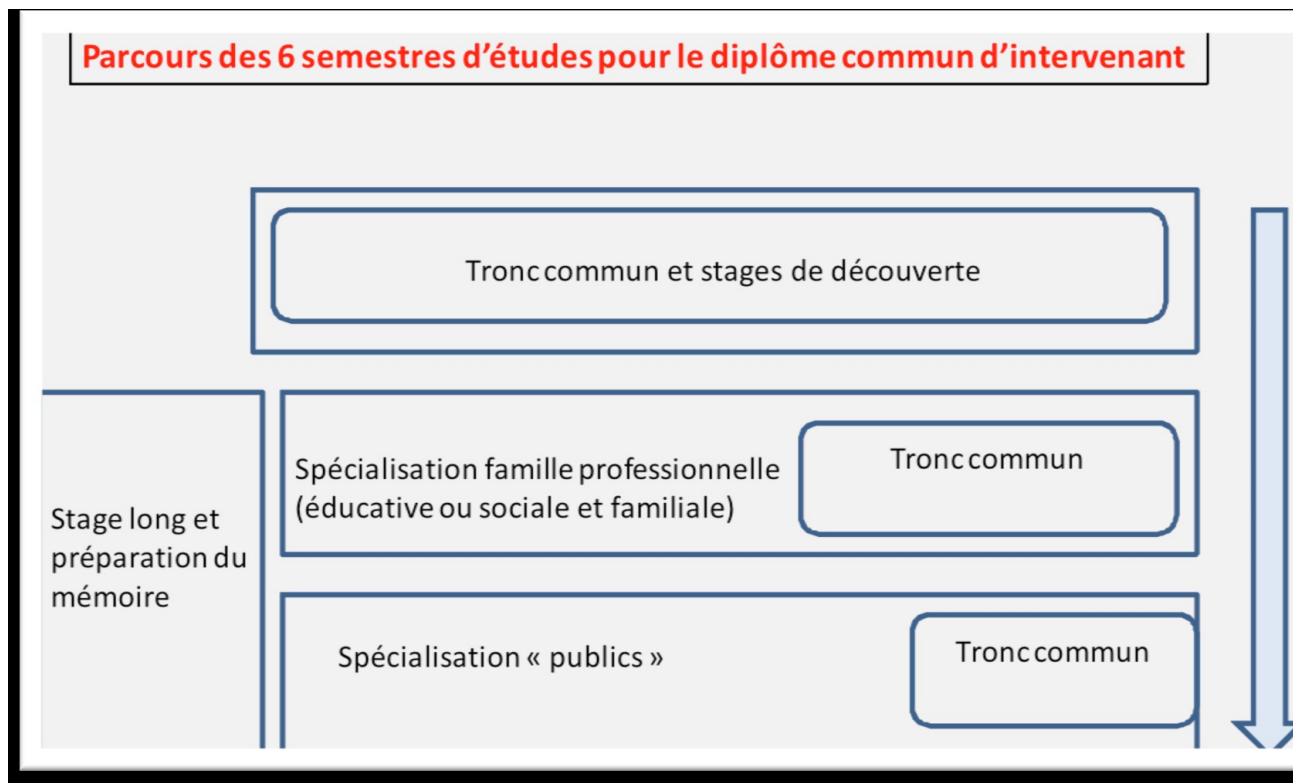 Parcours des 6 semestres d’études pour le diplôme commun d’intervenant
Tronc commun et stages de découverte
Spécialisation famille professionnelle
(éducative ou sociale et familiale)
Tronc commun
Stage long et
préparation du
mémoire
Spécialisation « publics »
Tronc commun